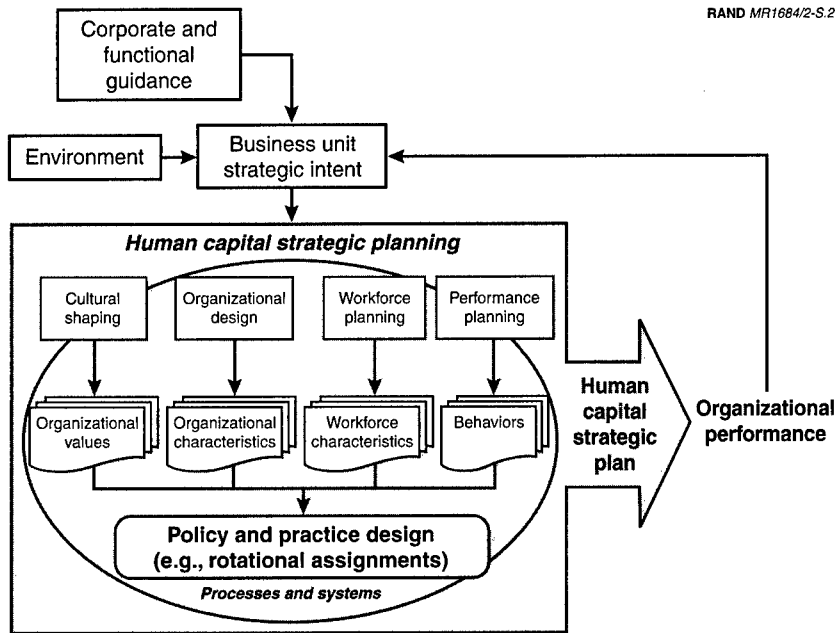 RAND MR1684/2-S.2
Corporate and
functional
guidance
Environment
Business unit
strategic intent
Human capital strategic planning
Cultural
shaping
Organizational
design
Workforce
planning
Performance
planning
Organizational
values
Organizational
characteristics
Workforce
characteristics
Behaviors
Policy and practice design
(e.g., rotational assignments)
Processes and systems
Human
capital
strategic
plan
Organizational
performance